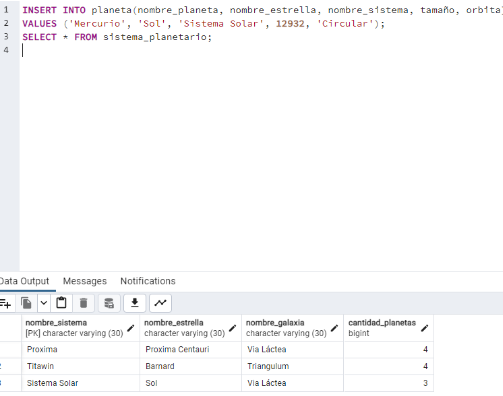 1 INSERT INTO planeta(nombre_planeta, nombre_estrella, nombre_sistema, tamaño, orbita)
2 VALUES ('Mercurio', 'Sol', 'Sistema Solar', 12932, 'Circular');
3 SELECT * FROM sistema_planetario;
4
Data Output Messages Notifications
nombre_sistema nombre_estrella nombre_galaxia cantidad_planetas
[PK] character varying (30) character varying (30) character varying (30) bigint
Proxima Proxima Centauri Via Láctea 4
2 Titawin Barnard Triangulum 4
3 Sistema Solar Sol Via Láctea 3